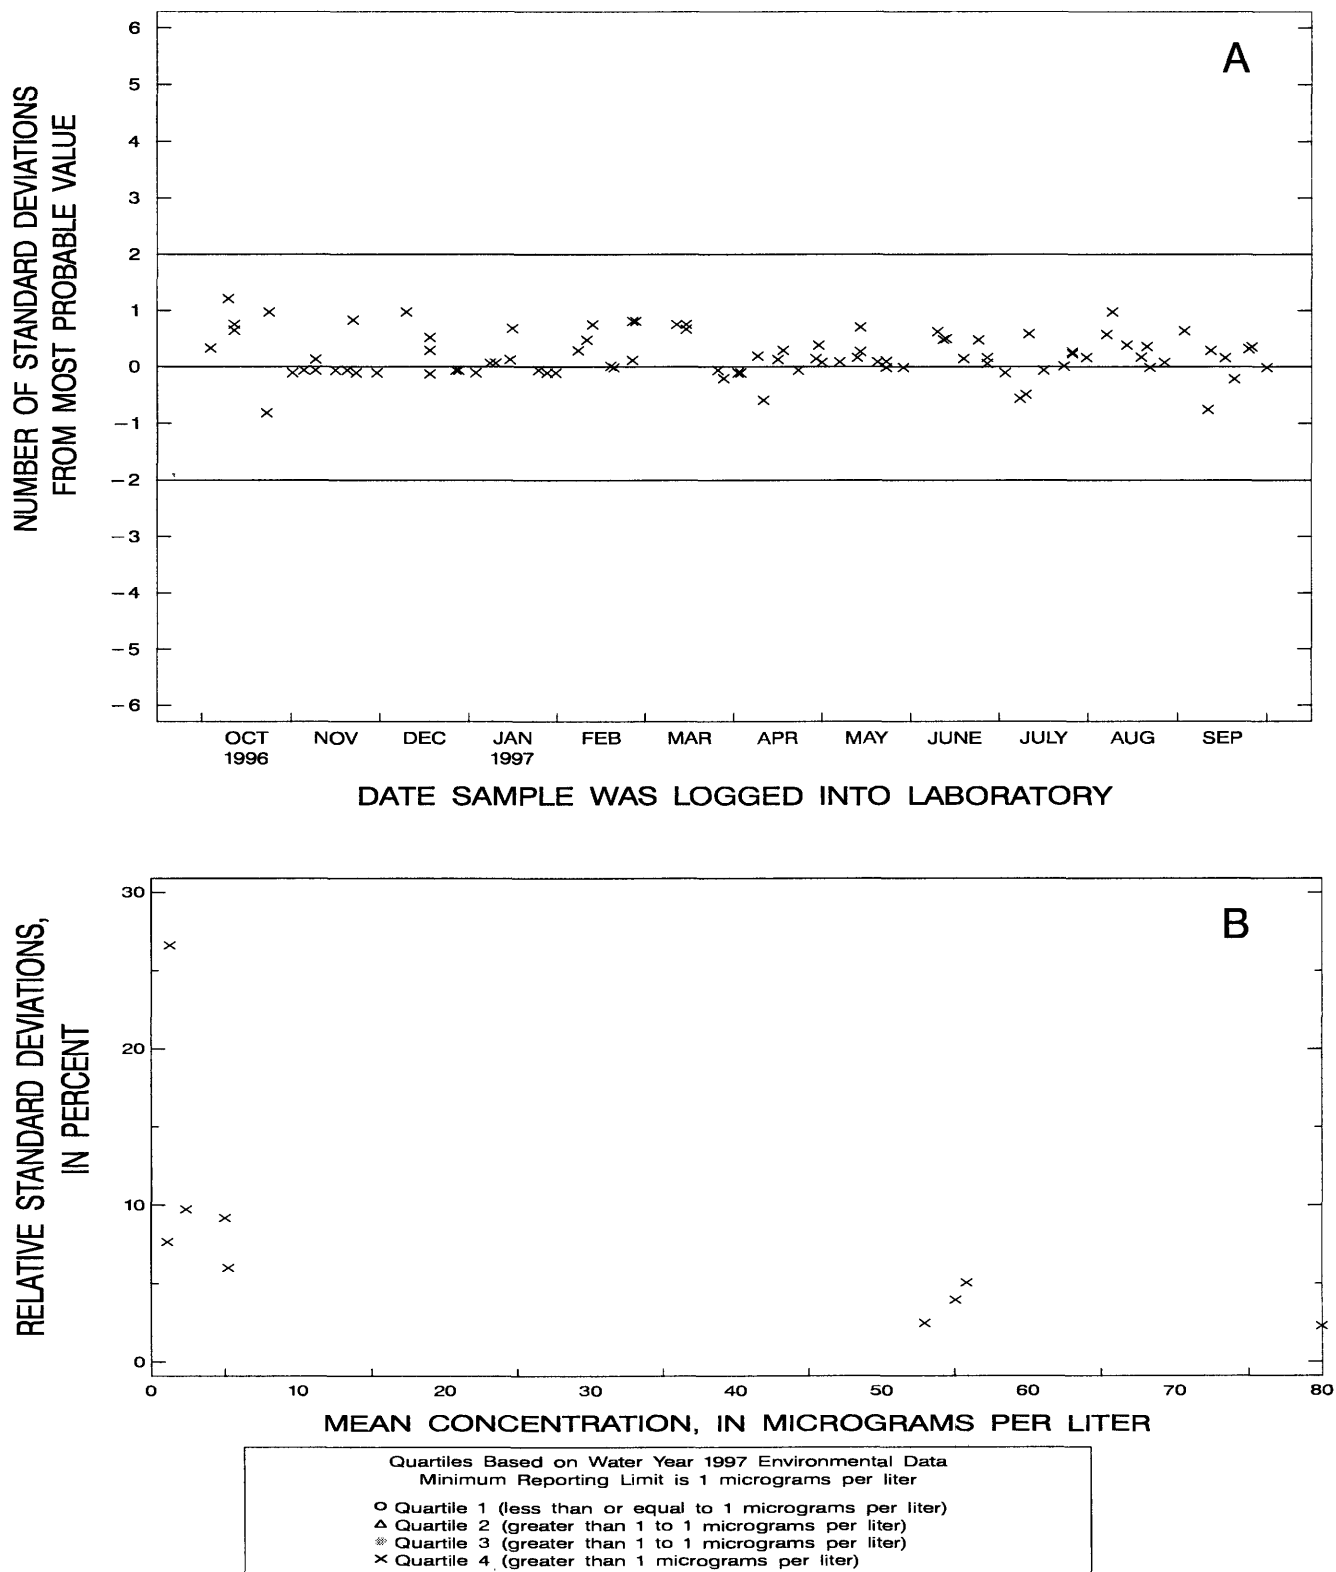 A
NUMBER OF STANDARD DEVIATIONS
FROM MOST PROBABLE VALUE
6
5
4
3
2
1
0
−1
−2
−3
−4
−5
−6
OCT NOV DEC JAN FEB MAR APR MAY JUNE JULY AUG SEP
1996 1997
DATE SAMPLE WAS LOGGED INTO LABORATORY
B
RELATIVE STANDARD DEVIATIONS,
IN PERCENT
30
20
10
0
0 10 20 30 40 50 60 70 80
MEAN CONCENTRATION, IN MICROGRAMS PER LITER
Quartiles Based on Water Year 1997 Environmental Data
Minimum Reporting Limit is 1 micrograms per liter
Quartile 1 (less than or equal to 1 micrograms per liter)
Quartile 2 (greater than 1 to 1 micrograms per liter)
Quartile 3 (greater than 1 to 1 micrograms per liter)
Quartile 4 (greater than 1 micrograms per liter)